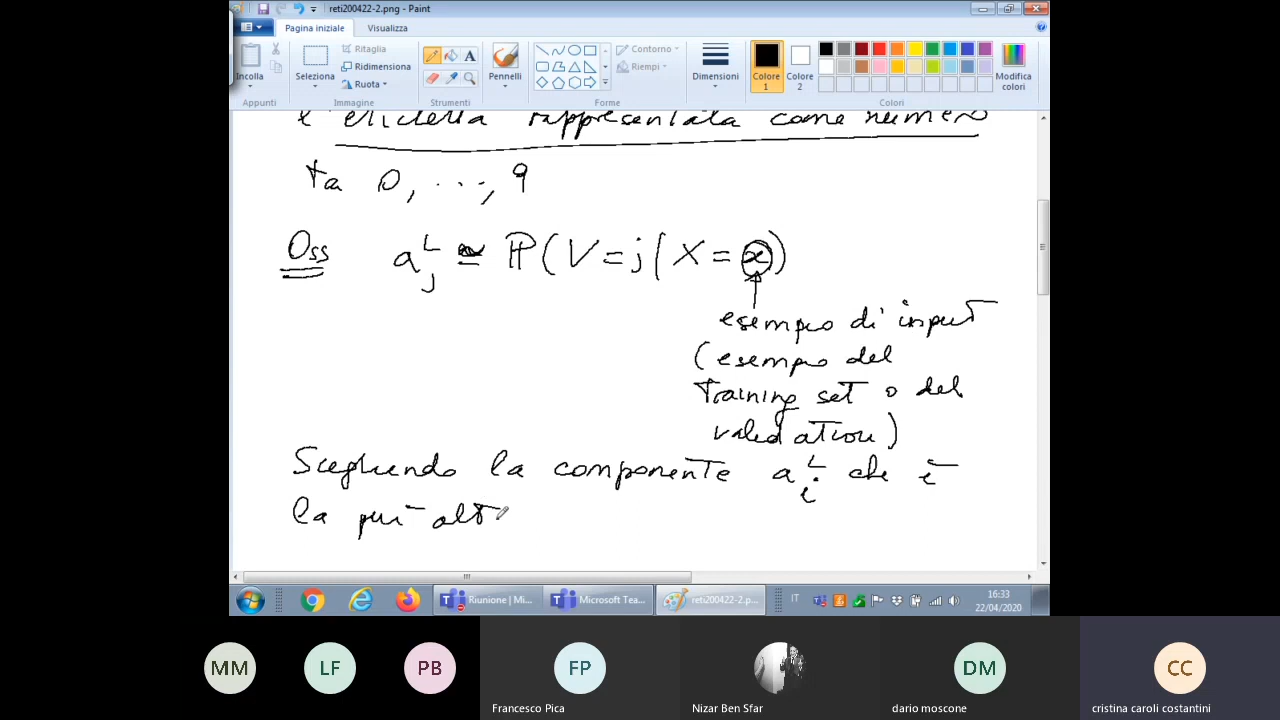 reti200422-2.png - Paint
Pagina iniziale
Visualizza
Incolla
Seleziona
Ritaglia
Ridimensiona
Ruota
Pennelli
Contorno
Riempi
Dimensioni
Colore 1
Colore 2
Modifica colori
Appunti
Immagine
Strumenti
Forme
Colori
l'etichetta rappresentata come numero
tra 0, ..., 9
Oss a_j^L ≃ ℙ(V=j|X=x)
esempio di input
(esempio del
training set o del
validation)
Scegliendo la componente a_i^L che è
la più alt
Riunione | Mi...
Microsoft Tea...
reti200422-2.p...
IT
16:33
22/04/2020
MM
LF
PB
FP
DM
CC
Francesco Pica
Nizar Ben Sfar
dario moscone
cristina caroli costantini